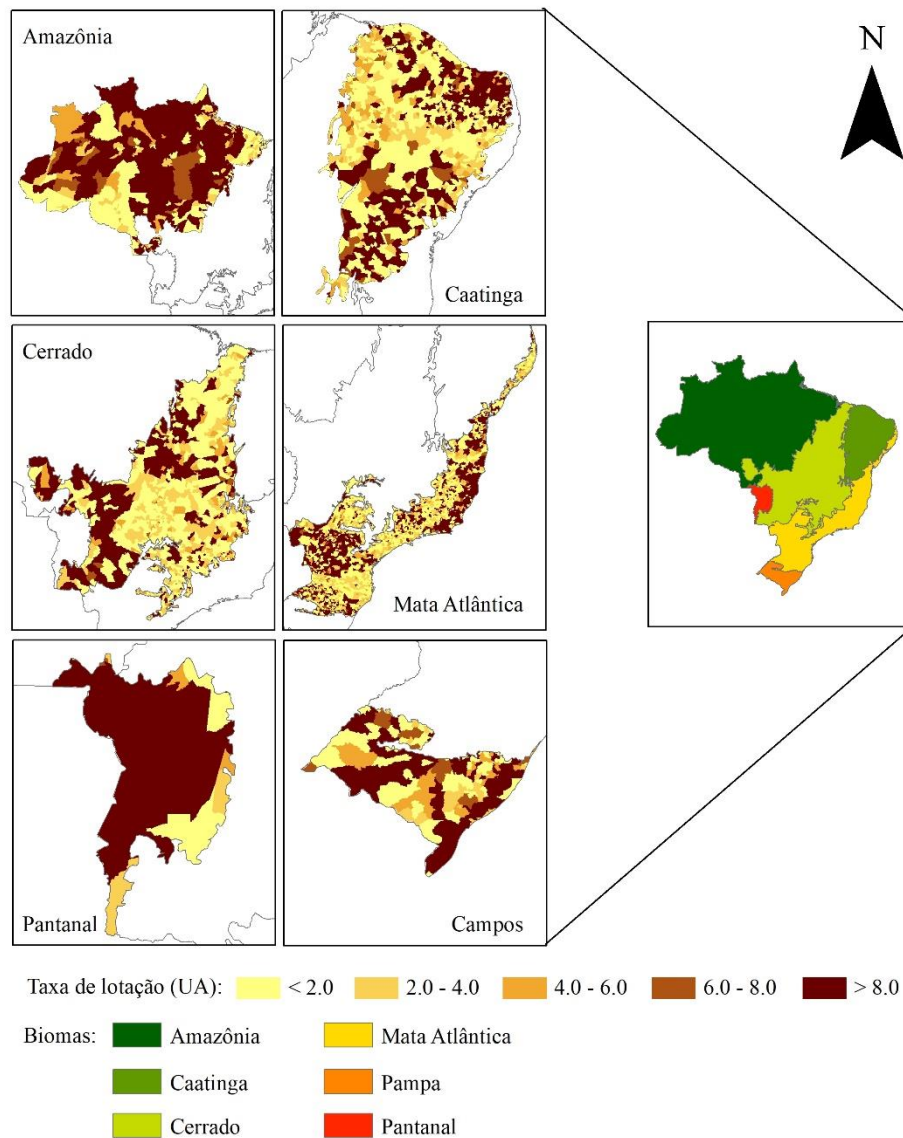 Amazônia
Caatinga
N
Cerrado
Mata Atlântica
Pantanal
Campos
Taxa de lotação (UA): < 2.0 2.0 - 4.0 4.0 - 6.0 6.0 - 8.0 > 8.0
Biomas: Amazônia Mata Atlântica
Caatinga Pampa
Cerrado Pantanal